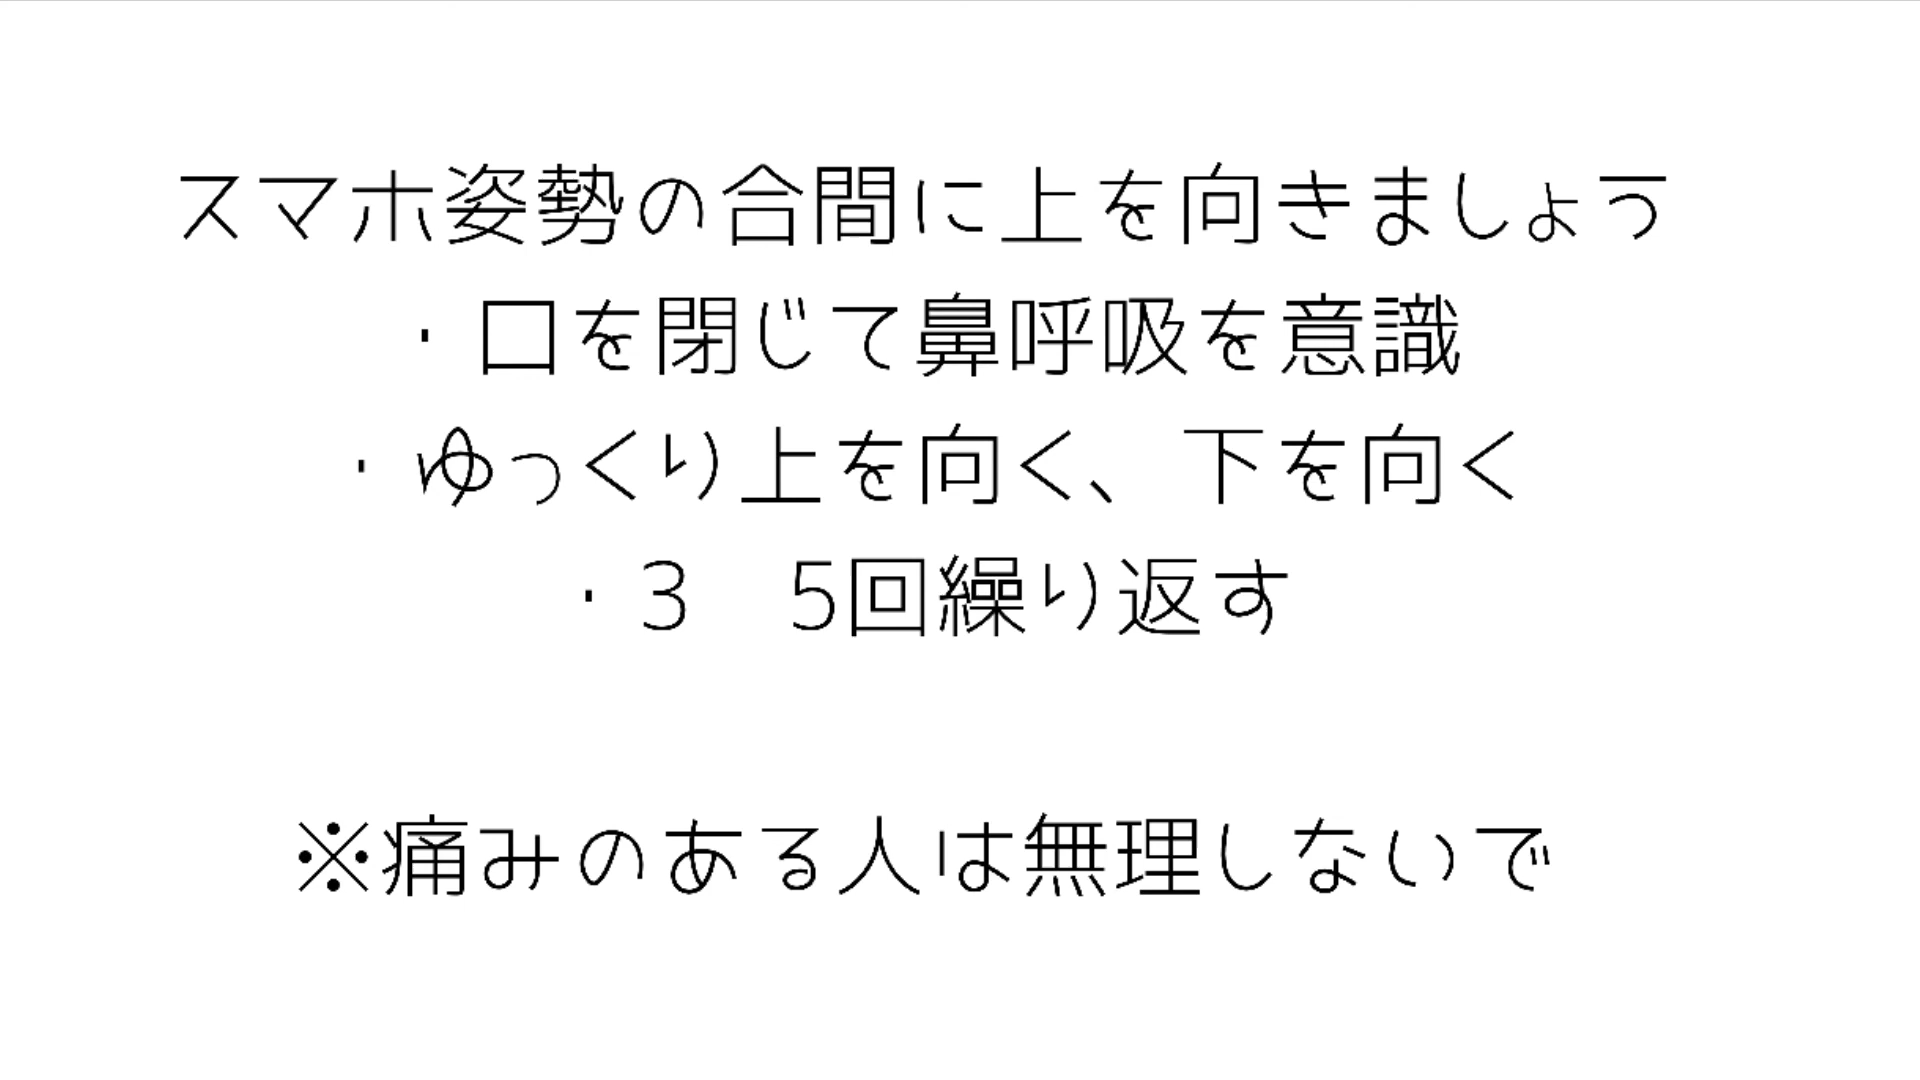 スマホ姿勢の合間に上を向きましょう
・口を閉じて鼻呼吸を意識
・ゆっくり上を向く、下を向く
・3　5回繰り返す
※痛みのある人は無理しないで